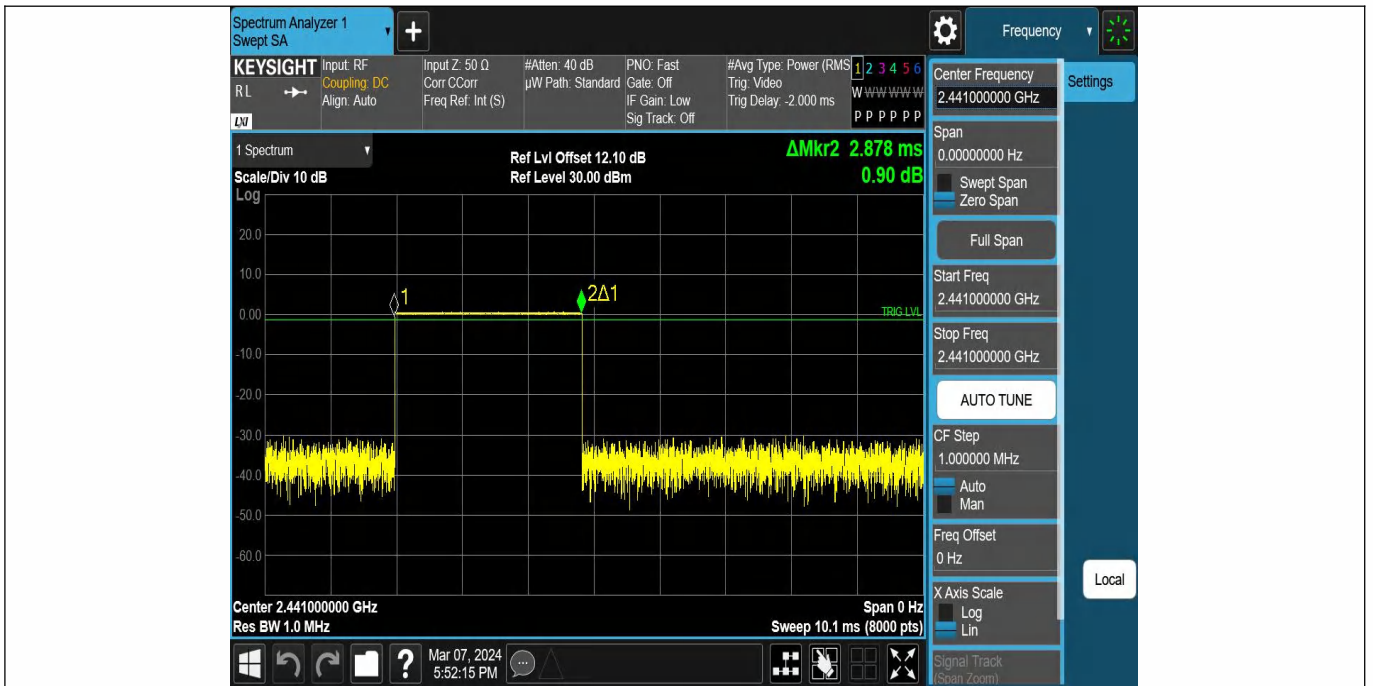 Spectrum Analyzer 1
Swept SA
Frequency
KEYSIGHT
RL
LXI
Input: RF
Coupling: DC
Align: Auto
Input Z: 50 Ω
Corr CCorr
Freq Ref: Int (S)
#Atten: 40 dB
µW Path: Standard
PNO: Fast
Gate: Off
IF Gain: Low
Sig Track: Off
#Avg Type: Power (RMS
Trig: Video
Trig Delay: -2.000 ms
1 2 3 4 5 6
W W W W W W
P P P P P P
1 Spectrum
Scale/Div 10 dB
Ref Lvl Offset 12.10 dB
Ref Level 30.00 dBm
ΔMkr2 2.878 ms
0.90 dB
Log
20.0
10.0
0.00
-10.0
-20.0
-30.0
-40.0
-50.0
-60.0
1
2Δ1
TRIG LVL
Center 2.441000000 GHz
Res BW 1.0 MHz
Span 0 Hz
Sweep 10.1 ms (8000 pts)
Center Frequency
2.441000000 GHz
Settings
Span
0.00000000 Hz
Swept Span
Zero Span
Full Span
Start Freq
2.441000000 GHz
Stop Freq
2.441000000 GHz
AUTO TUNE
CF Step
1.000000 MHz
Auto
Man
Freq Offset
0 Hz
X Axis Scale
Log
Lin
Signal Track
(Span Zoom)
Local
?
Mar 07, 2024
5:52:15 PM